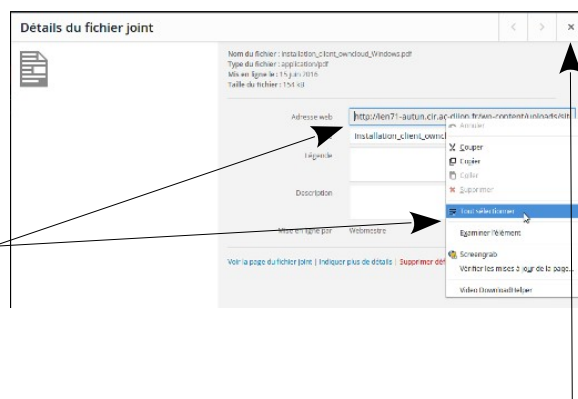 Détails du fichier joint
Nom du fichier : Installation_client_owncloud_Windows.pdf
Type du fichier : application/pdf
Mis en ligne le : 15 juin 2016
Taille du fichier : 154 kB
Adresse web
http://ien71-autun.cir.ac-dijon.fr/wp-content/uploads/sit
Installation_client_owncl
Légende
Description
Mise en ligne par
Webmestre
Voir la page du fichier joint | Indiquer plus de détails | Supprimer déf
Annuler
Couper
Copier
Coller
Supprimer
Tout sélectionner
Examiner l'élément
Screengrab
Vérifier les mises à jour de la page...
Video DownloadHelper